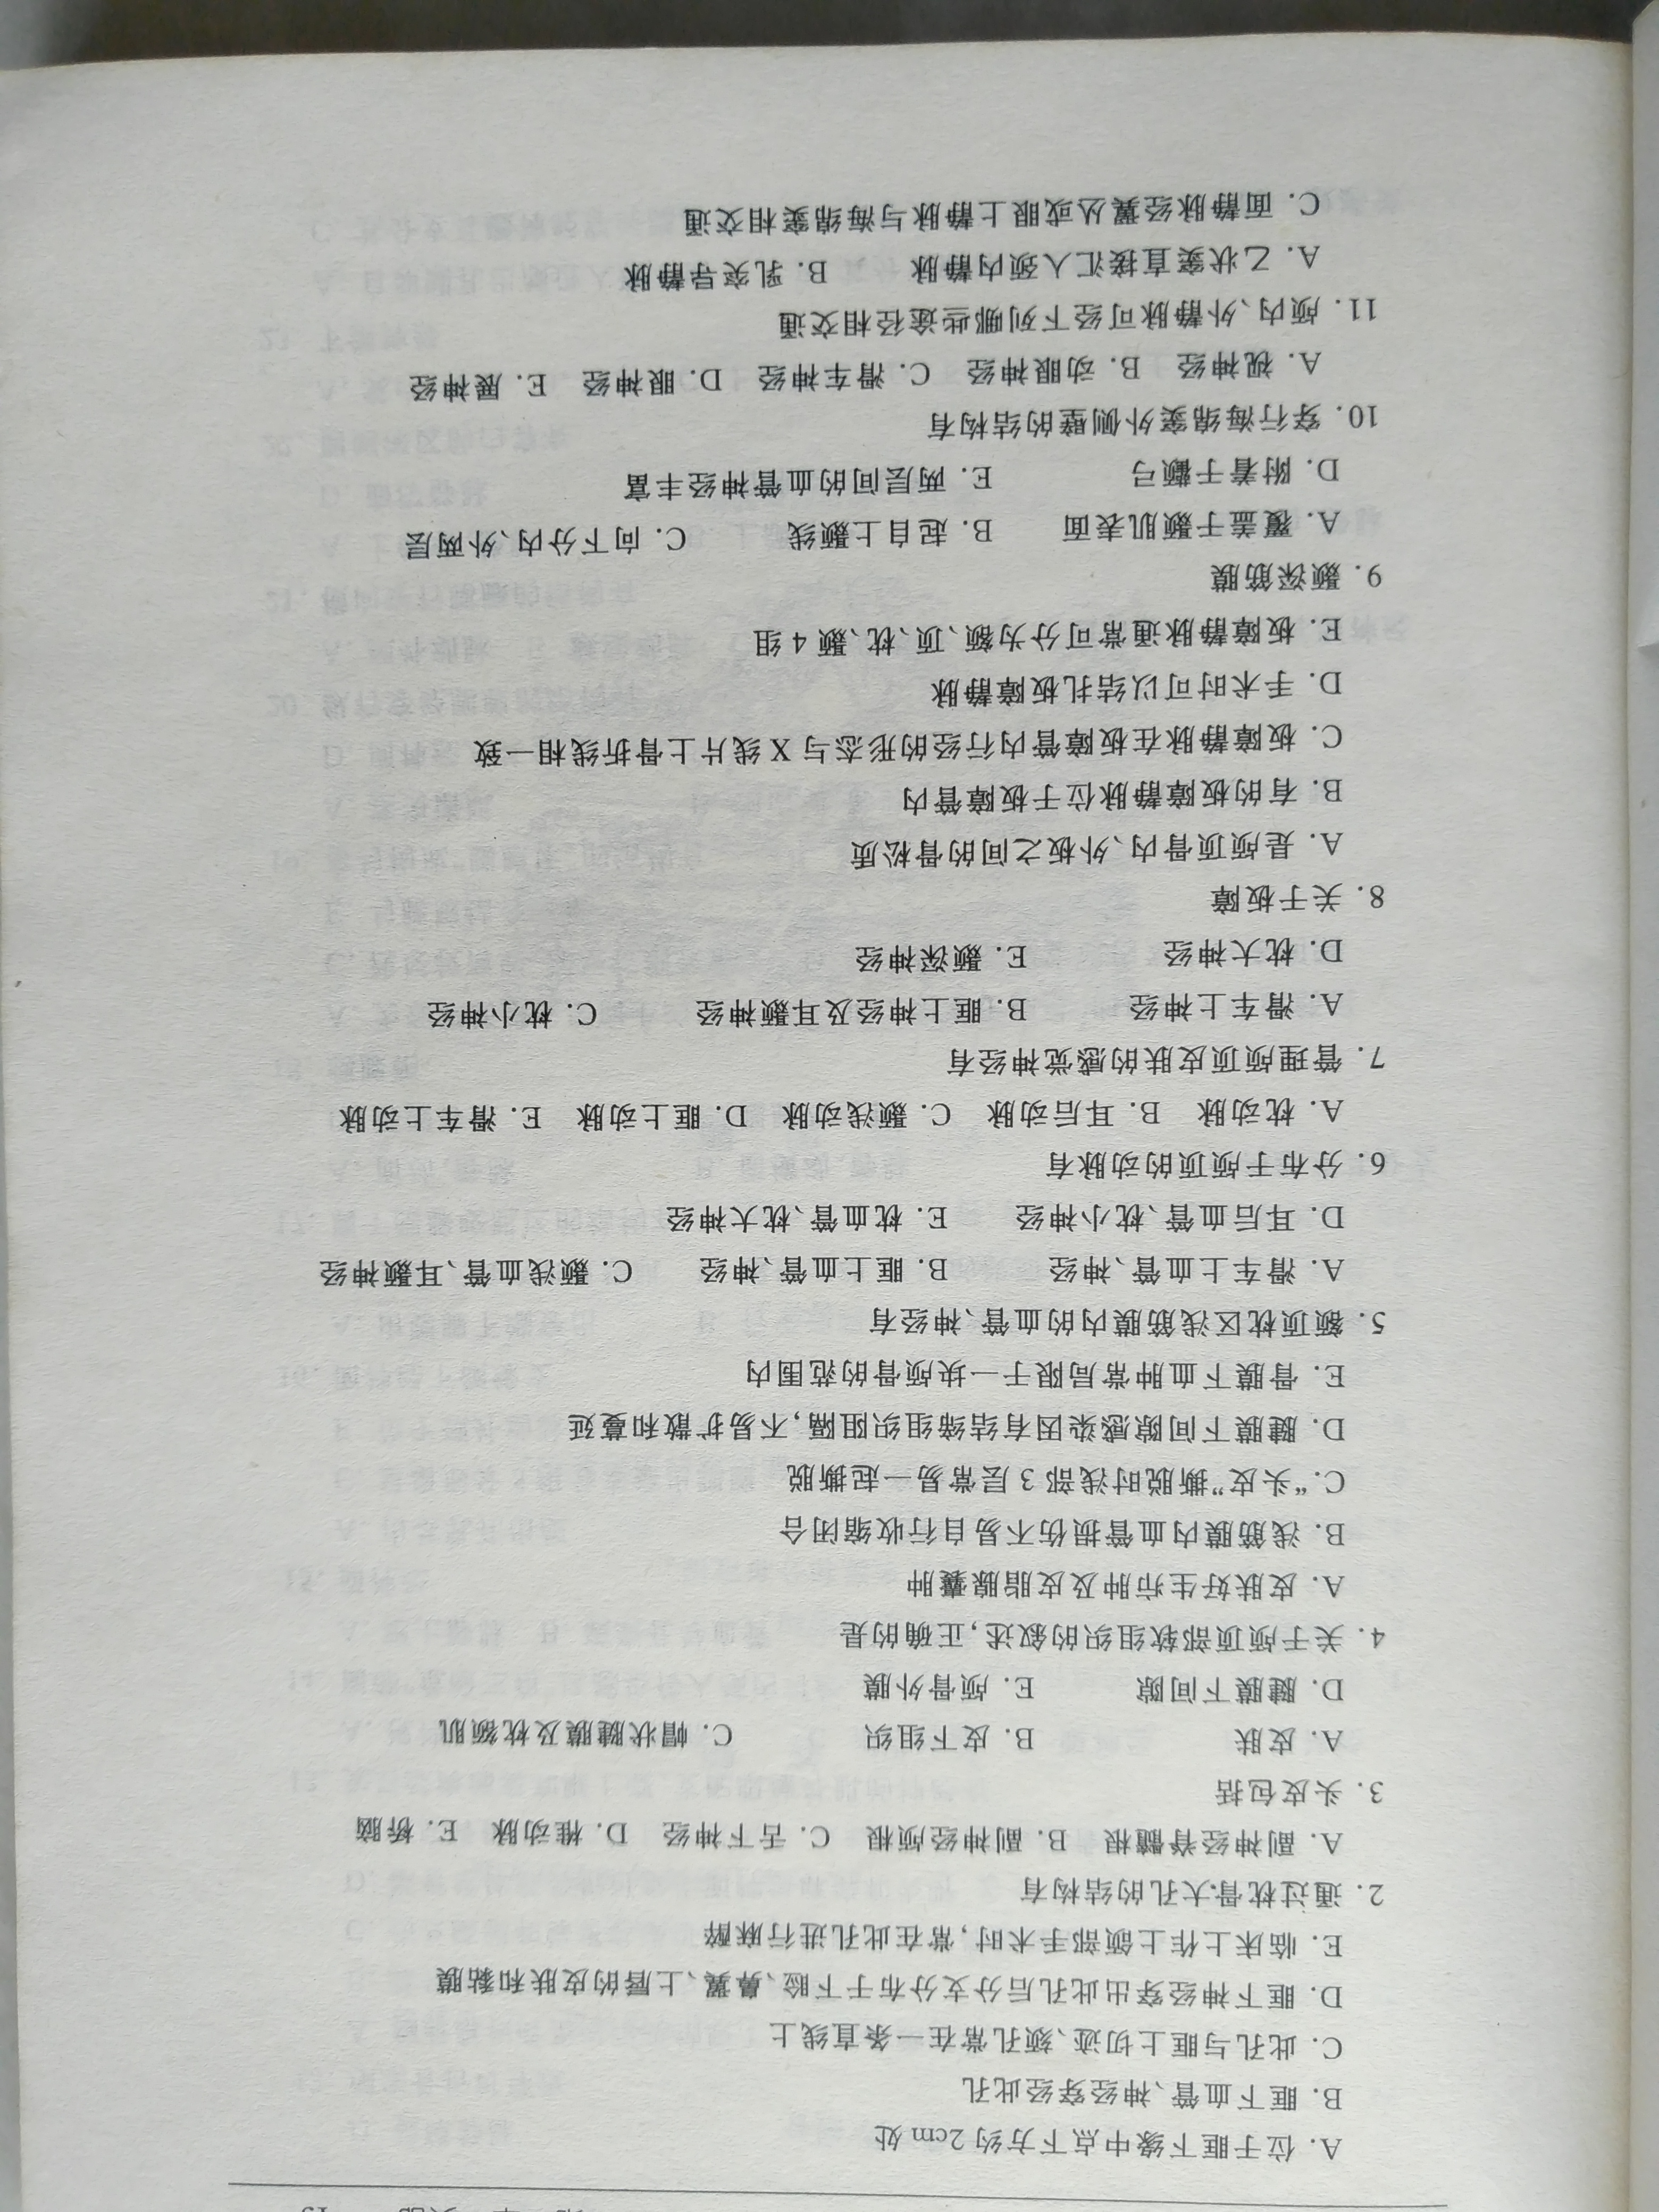 A. 位于眶下缘中点下方约 2cm 处
B. 眶下血管、神经穿经此孔
C. 此孔与眶上切迹、颏孔常在一条直线上
D. 眶下神经穿出此孔后分支分布于下睑、鼻翼、上唇的皮肤和黏膜
E. 临床上作上颌部手术时，常在此孔进行麻醉
2. 通过枕骨大孔的结构有
A. 副神经脊髓根 B. 副神经颅根 C. 舌下神经 D. 椎动脉 E. 桥脑
3. 头皮包括
A. 皮肤 B. 皮下组织 C. 帽状腱膜及枕额肌
D. 腱膜下间隙 E. 颅骨外膜
4. 关于颅顶部软组织的叙述，正确的是
A. 皮肤好生疖肿及皮脂腺囊肿
B. 浅筋膜内血管损伤不易自行收缩闭合
C. “头皮”撕脱时浅部 3 层常易一起撕脱
D. 腱膜下间隙感染因有结缔组织阻隔，不易扩散和蔓延
E. 骨膜下血肿常局限于一块颅骨的范围内
5. 额顶枕区浅筋膜内的血管、神经有
A. 滑车上血管、神经 B. 眶上血管、神经 C. 颞浅血管、耳颞神经
D. 耳后血管、枕小神经 E. 枕血管、枕大神经
6. 分布于颅顶的动脉有
A. 枕动脉 B. 耳后动脉 C. 颞浅动脉 D. 眶上动脉 E. 滑车上动脉
7. 管理颅顶皮肤的感觉神经有
A. 滑车上神经 B. 眶上神经及耳颞神经 C. 枕小神经
D. 枕大神经 E. 颞深神经
8. 关于板障
A. 是颅顶骨内、外板之间的骨松质
B. 有的板障静脉位于板障管内
C. 板障静脉在板障管内行经的形态与 X 线片上骨折线相一致
D. 手术时可以结扎板障静脉
E. 板障静脉通常可分为额、顶、枕、颞 4 组
9. 颞深筋膜
A. 覆盖于颞肌表面 B. 起自上颞线 C. 向下分内、外两层
D. 附着于颧弓 E. 两层间的血管神经丰富
10. 穿行海绵窦外侧壁的结构有
A. 视神经 B. 动眼神经 C. 滑车神经 D. 眼神经 E. 展神经
11. 颅内、外静脉可经下列哪些途径相交通
A. 乙状窦直接汇入颈内静脉 B. 乳突导静脉
C. 面静脉经翼丛或眼上静脉与海绵窦相交通